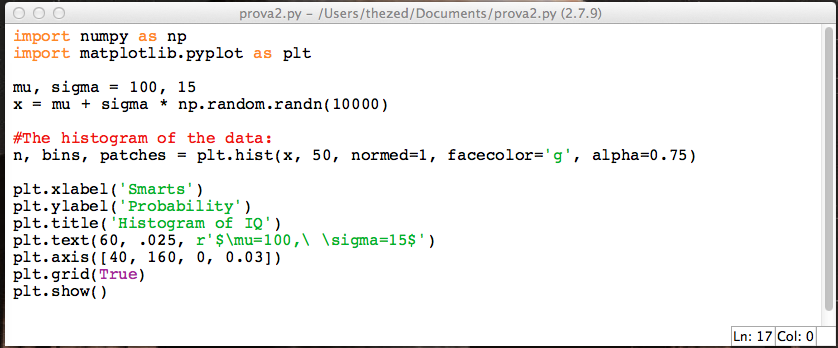 prova2.py – /Users/thezed/Documents/prova2.py (2.7.9)
import numpy as np
import matplotlib.pyplot as plt
mu, sigma = 100, 15
x = mu + sigma * np.random.randn(10000)
#The histogram of the data:
n, bins, patches = plt.hist(x, 50, normed=1, facecolor='g', alpha=0.75)
plt.xlabel('Smarts')
plt.ylabel('Probability')
plt.title('Histogram of IQ')
plt.text(60, .025, r'$\mu=100,\ \sigma=15$')
plt.axis([40, 160, 0, 0.03])
plt.grid(True)
plt.show()
Ln: 17 Col: 0